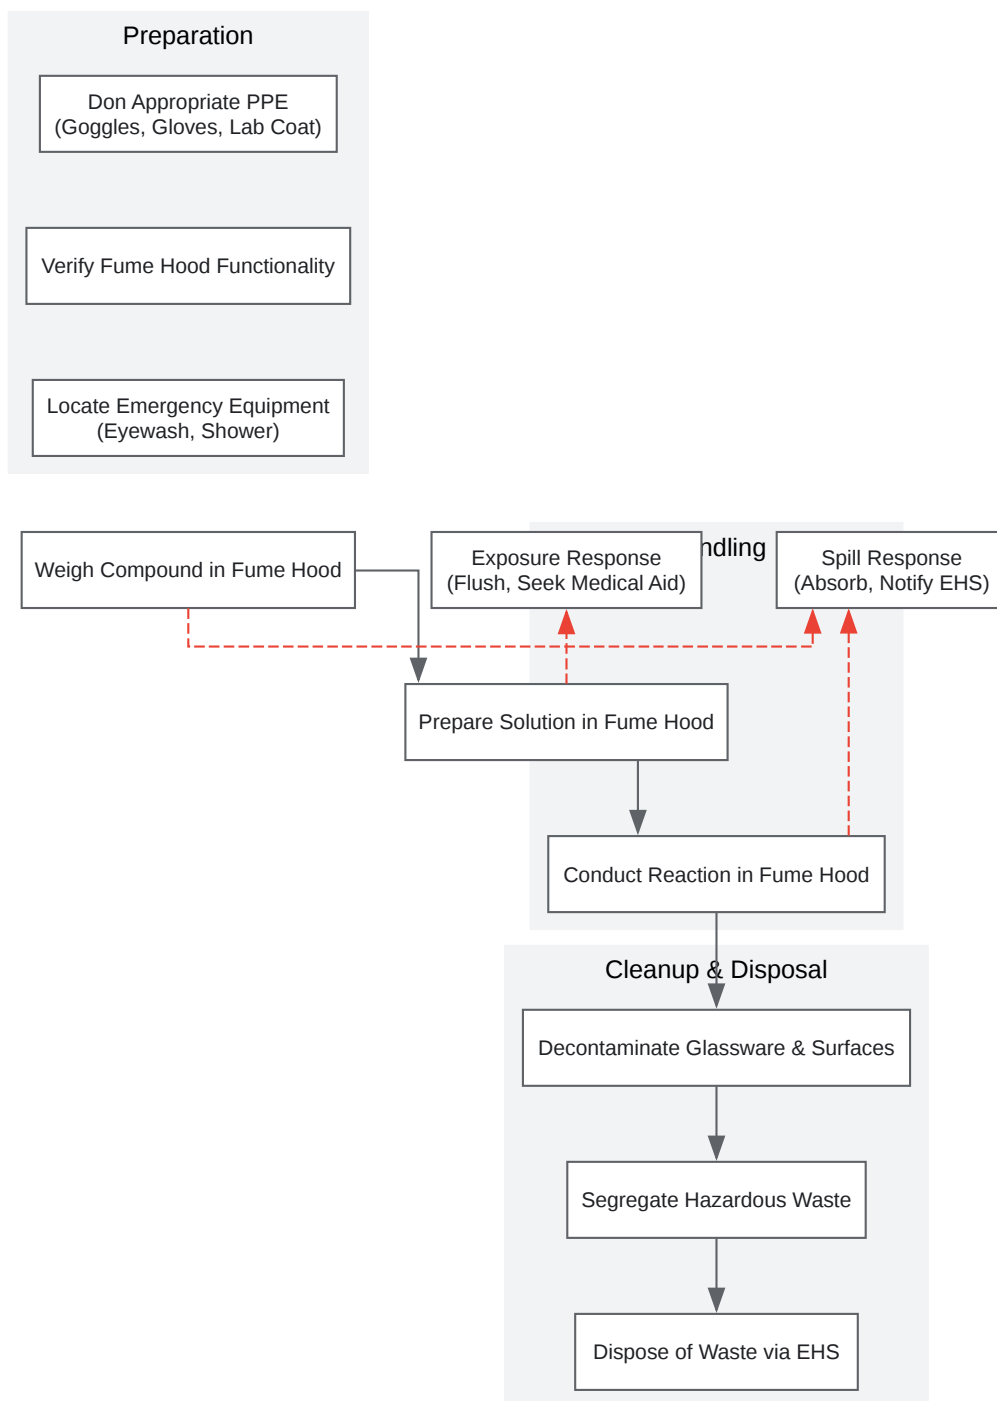 Preparation
Don Appropriate PPE
(Goggles, Gloves, Lab Coat)
Verify Fume Hood Functionality
Locate Emergency Equipment
(Eyewash, Shower)
Weigh Compound in Fume Hood
Exposure Response
(Flush, Seek Medical Aid)
Spill Response
(Absorb, Notify EHS)
Prepare Solution in Fume Hood
Conduct Reaction in Fume Hood
Cleanup & Disposal
Decontaminate Glassware & Surfaces
Segregate Hazardous Waste
Dispose of Waste via EHS